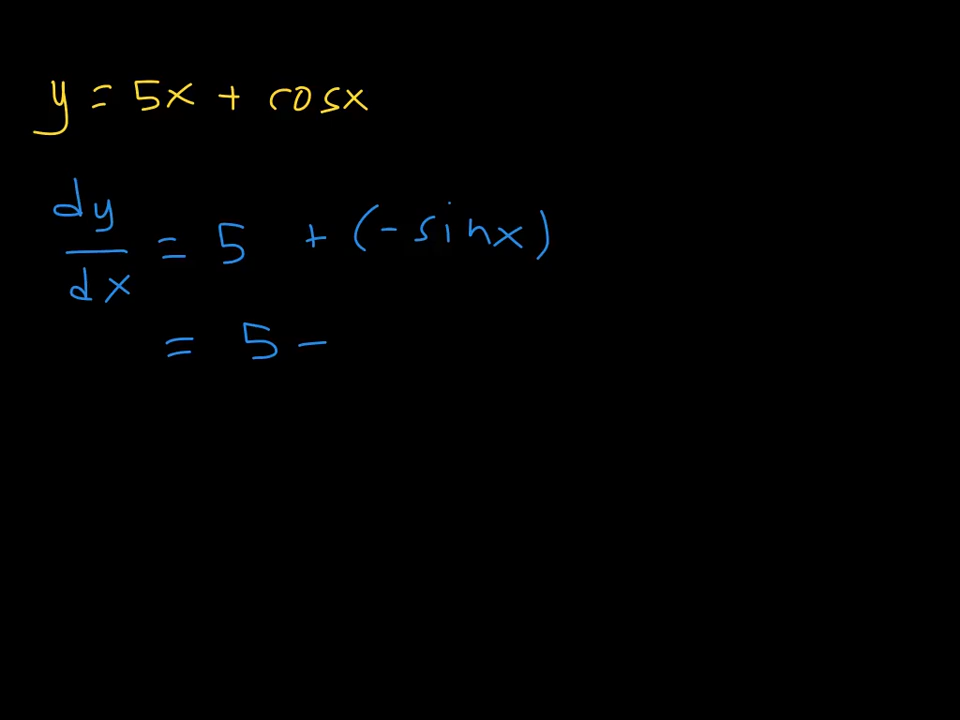 y = 5x + cosx
dy/dx = 5 + (-sinx)
= 5 -